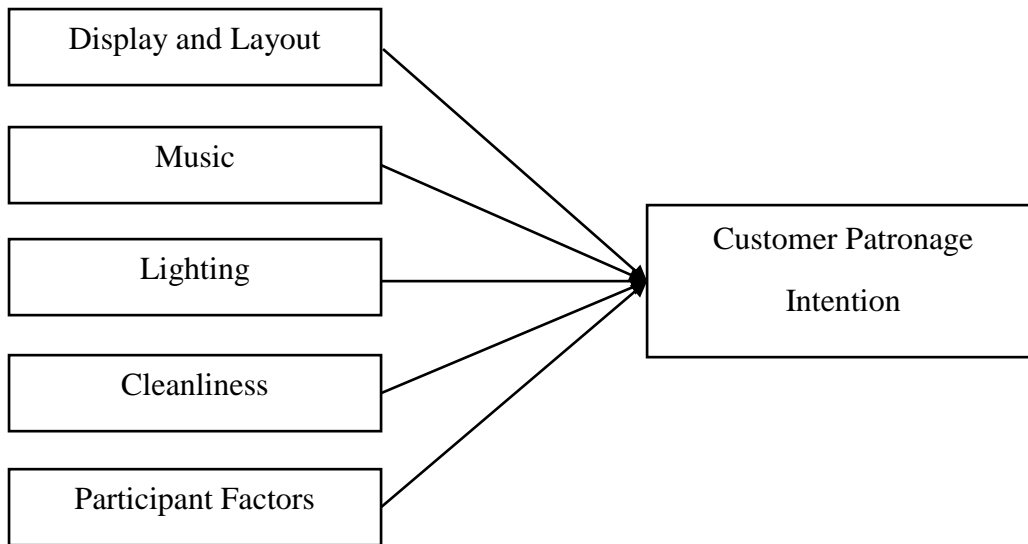 Display and Layout
Music
Lighting
Cleanliness
Participant Factors
Customer Patronage
Intention